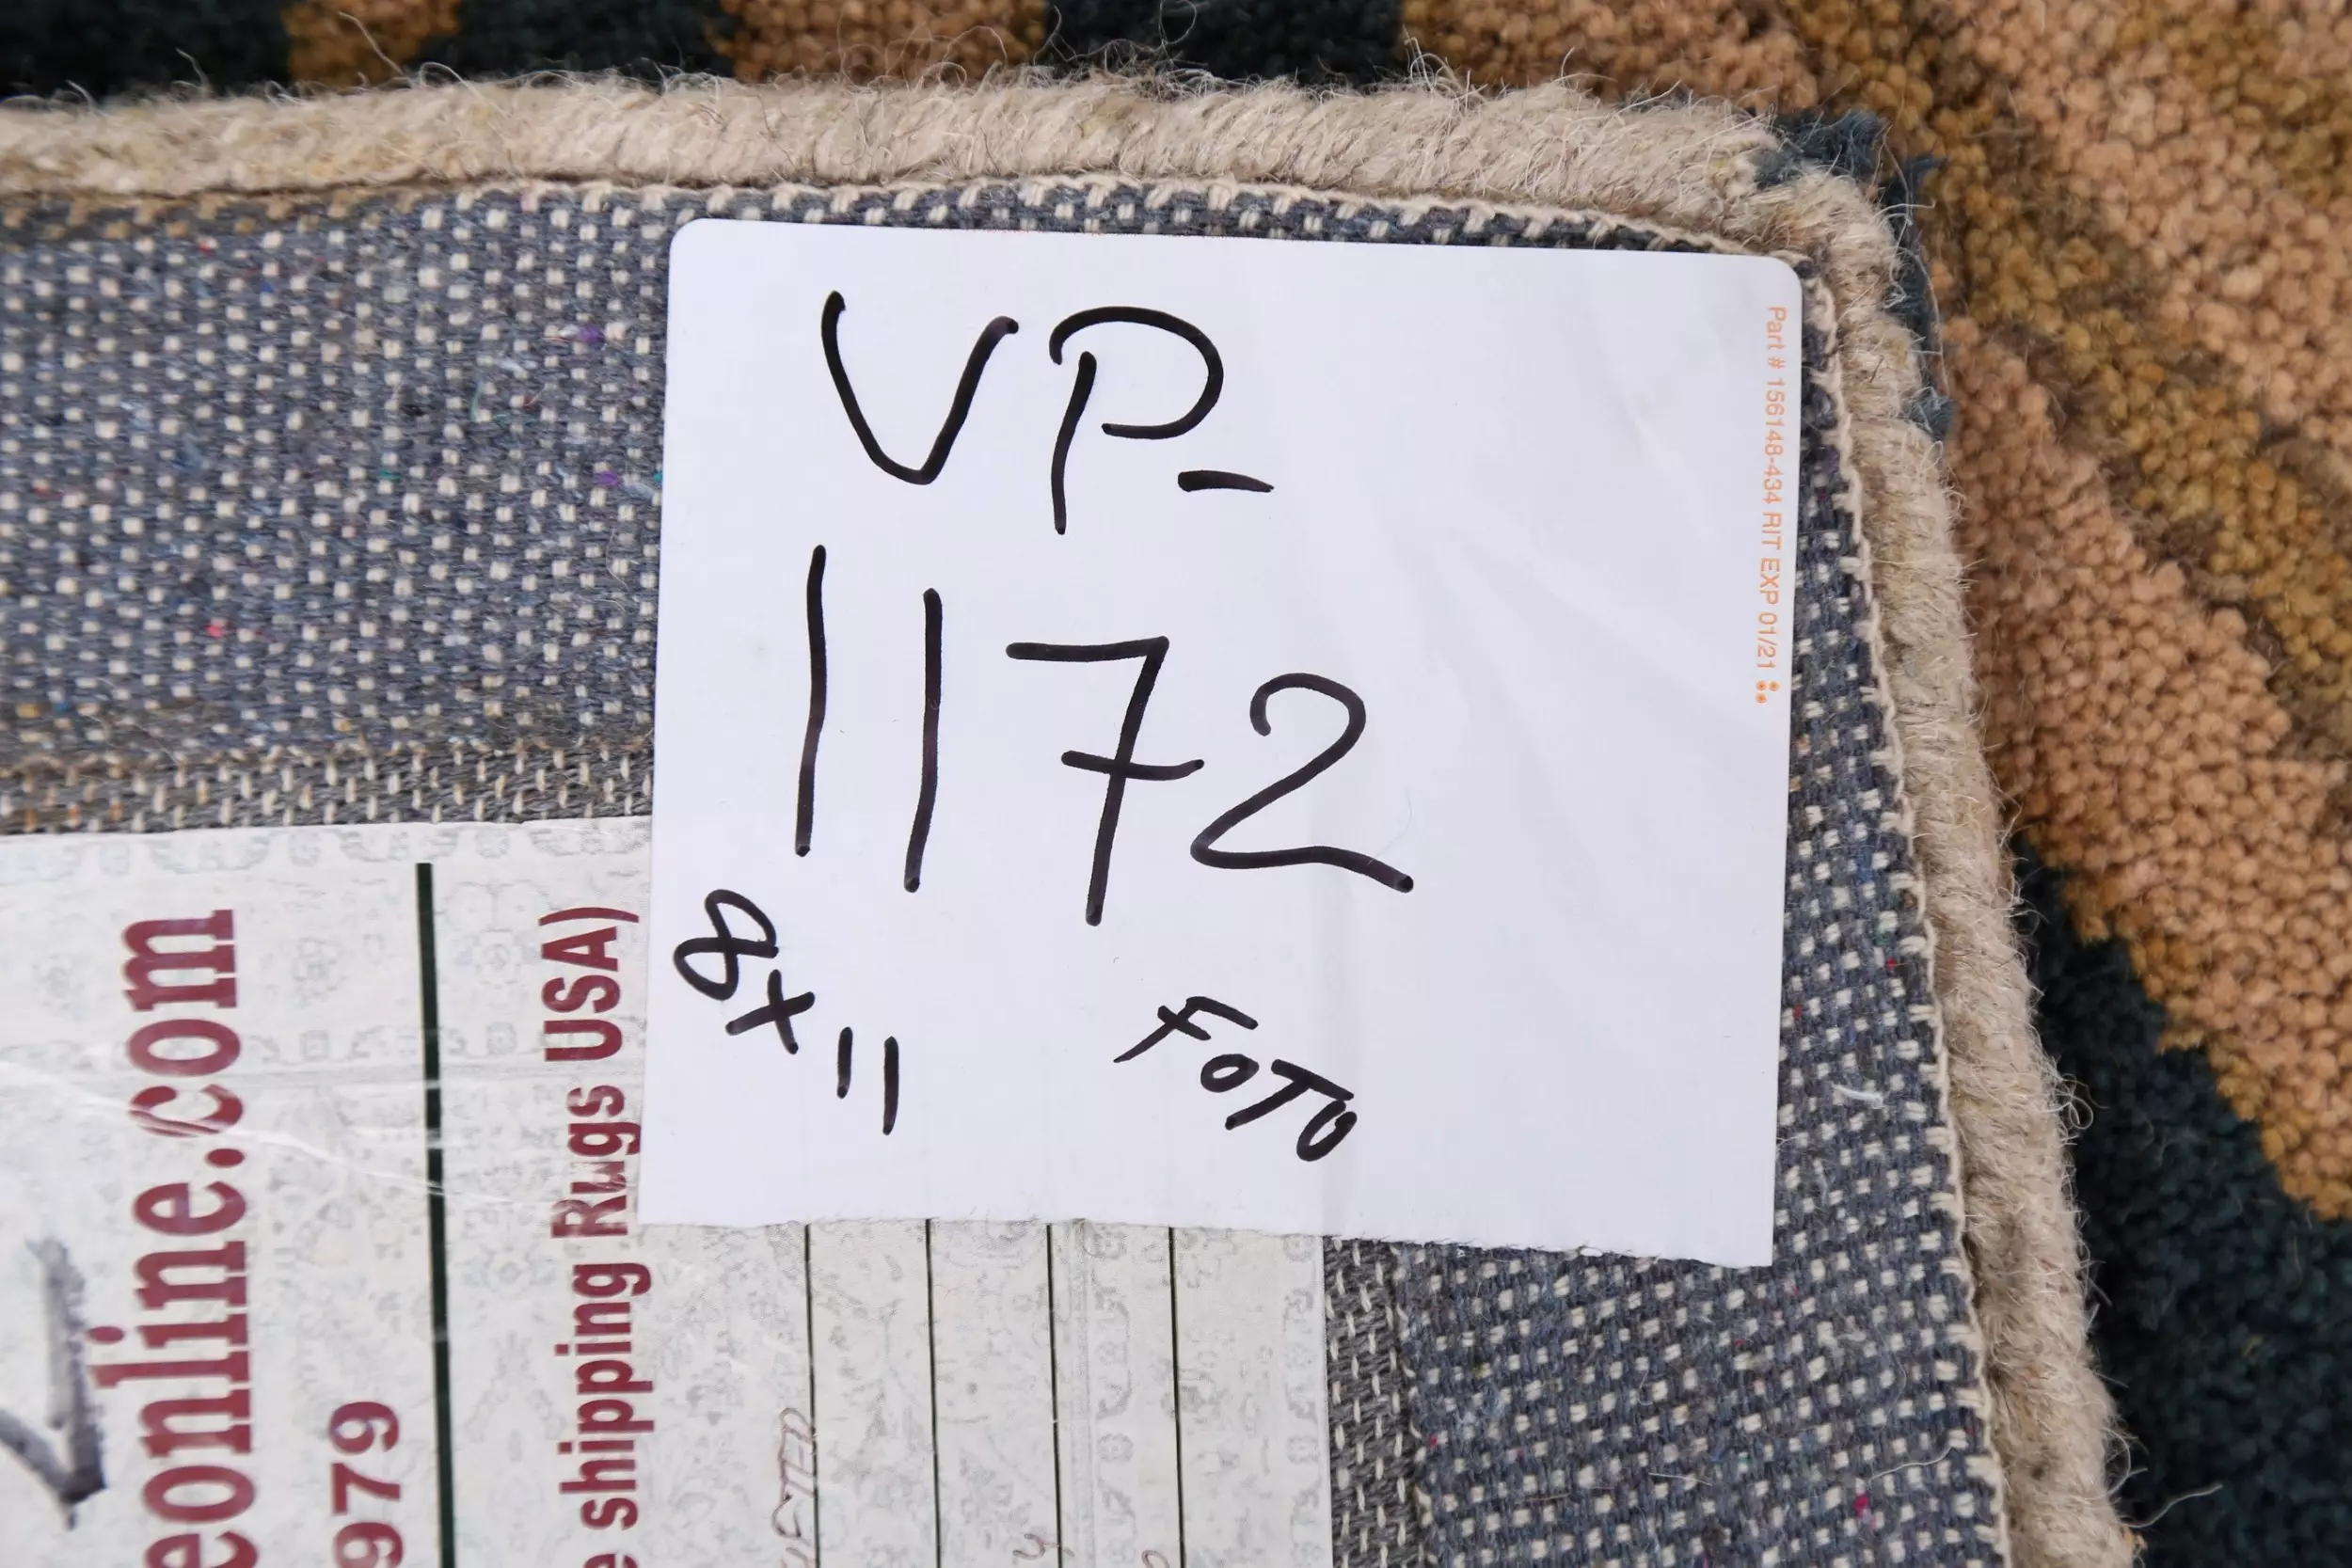 VP-
1172
8x11
FOTO
Part # 156148-434 RIT EXP 01/21
eonline.com
979
e shipping Rugs USA)